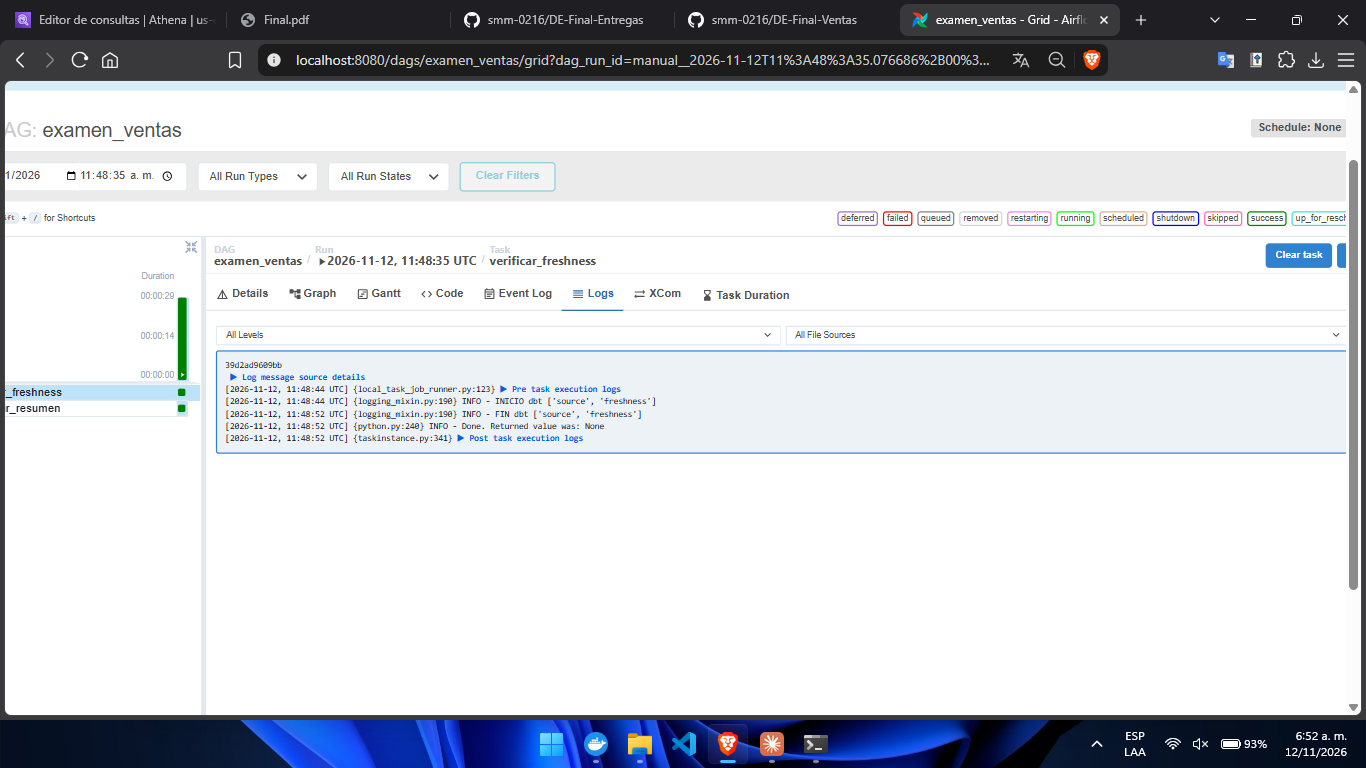 Editor de consultas | Athena | us-
Final.pdf
smm-0216/DE-Final-Entregas
smm-0216/DE-Final-Ventas
examen_ventas - Grid - Airfl
localhost:8080/dags/examen_ventas/grid?dag_run_id=manual__2026-11-12T11%3A48%3A35.076686%2B00%3...
AG: examen_ventas
Schedule: None
1/2026
11:48:35 a. m.
All Run Types
All Run States
Clear Filters
ift + / for Shortcuts
deferred
failed
queued
removed
restarting
running
scheduled
shutdown
skipped
success
up_for_resch
DAG
examen_ventas
/
Run
2026-11-12, 11:48:35 UTC
/
Task
verificar_freshness
Clear task
Duration
00:00:29
00:00:14
00:00:00
r_freshness
ar_resumen
Details
Graph
Gantt
Code
Event Log
Logs
XCom
Task Duration
All Levels
All File Sources
39d2ad9609bb
▶ Log message source details
[2026-11-12, 11:48:44 UTC] {local_task_job_runner.py:123} ▶ Pre task execution logs
[2026-11-12, 11:48:44 UTC] {logging_mixin.py:190} INFO - INICIO dbt ['source', 'freshness']
[2026-11-12, 11:48:52 UTC] {logging_mixin.py:190} INFO - FIN dbt ['source', 'freshness']
[2026-11-12, 11:48:52 UTC] {python.py:240} INFO - Done. Returned value was: None
[2026-11-12, 11:48:52 UTC] {taskinstance.py:341} ▶ Post task execution logs
ESP
LAA
93%
6:52 a. m.
12/11/2026